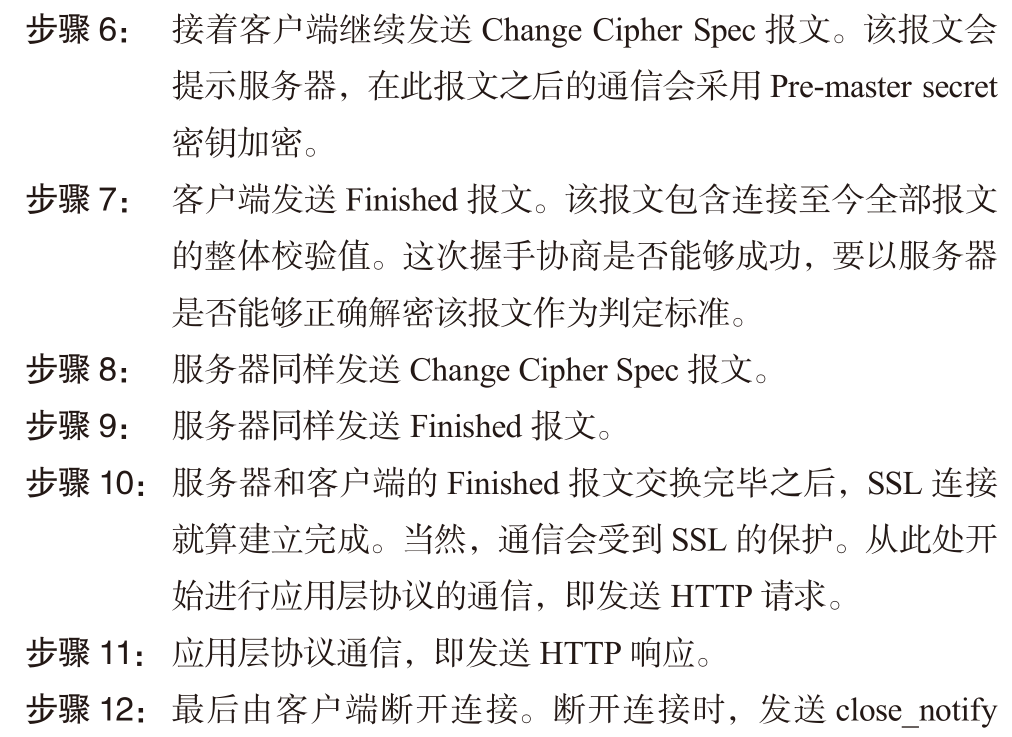 步骤 6： 接着客户端继续发送 Change Cipher Spec 报文。该报文会
提示服务器，在此报文之后的通信会采用 Pre-master secret
密钥加密。
步骤 7： 客户端发送 Finished 报文。该报文包含连接至今全部报文
的整体校验值。这次握手协商是否能够成功，要以服务器
是否能够正确解密该报文作为判定标准。
步骤 8： 服务器同样发送 Change Cipher Spec 报文。
步骤 9： 服务器同样发送 Finished 报文。
步骤 10： 服务器和客户端的 Finished 报文交换完毕之后，SSL 连接
就算建立完成。当然，通信会受到 SSL 的保护。从此处开
始进行应用层协议的通信，即发送 HTTP 请求。
步骤 11： 应用层协议通信，即发送 HTTP 响应。
步骤 12： 最后由客户端断开连接。断开连接时，发送 close_notify